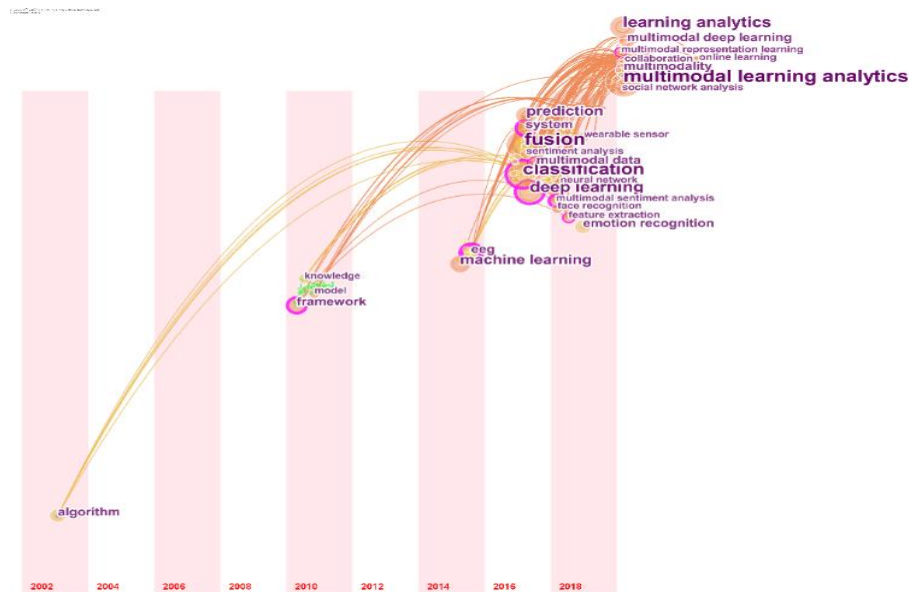 learning analytics
multimodal deep learning
multimodal representation learning
collaboration online learning
multimodality
multimodal learning analytics
social network analysis
prediction
system
wearable sensor
fusion
sentiment analysis
multimodal data
classification
neural network
deep learning
multimodal sentiment analysis
face recognition
feature extraction
emotion recognition
eeg
machine learning
knowledge
model
framework
algorithm
2002 2004 2006 2008 2010 2012 2014 2016 2018